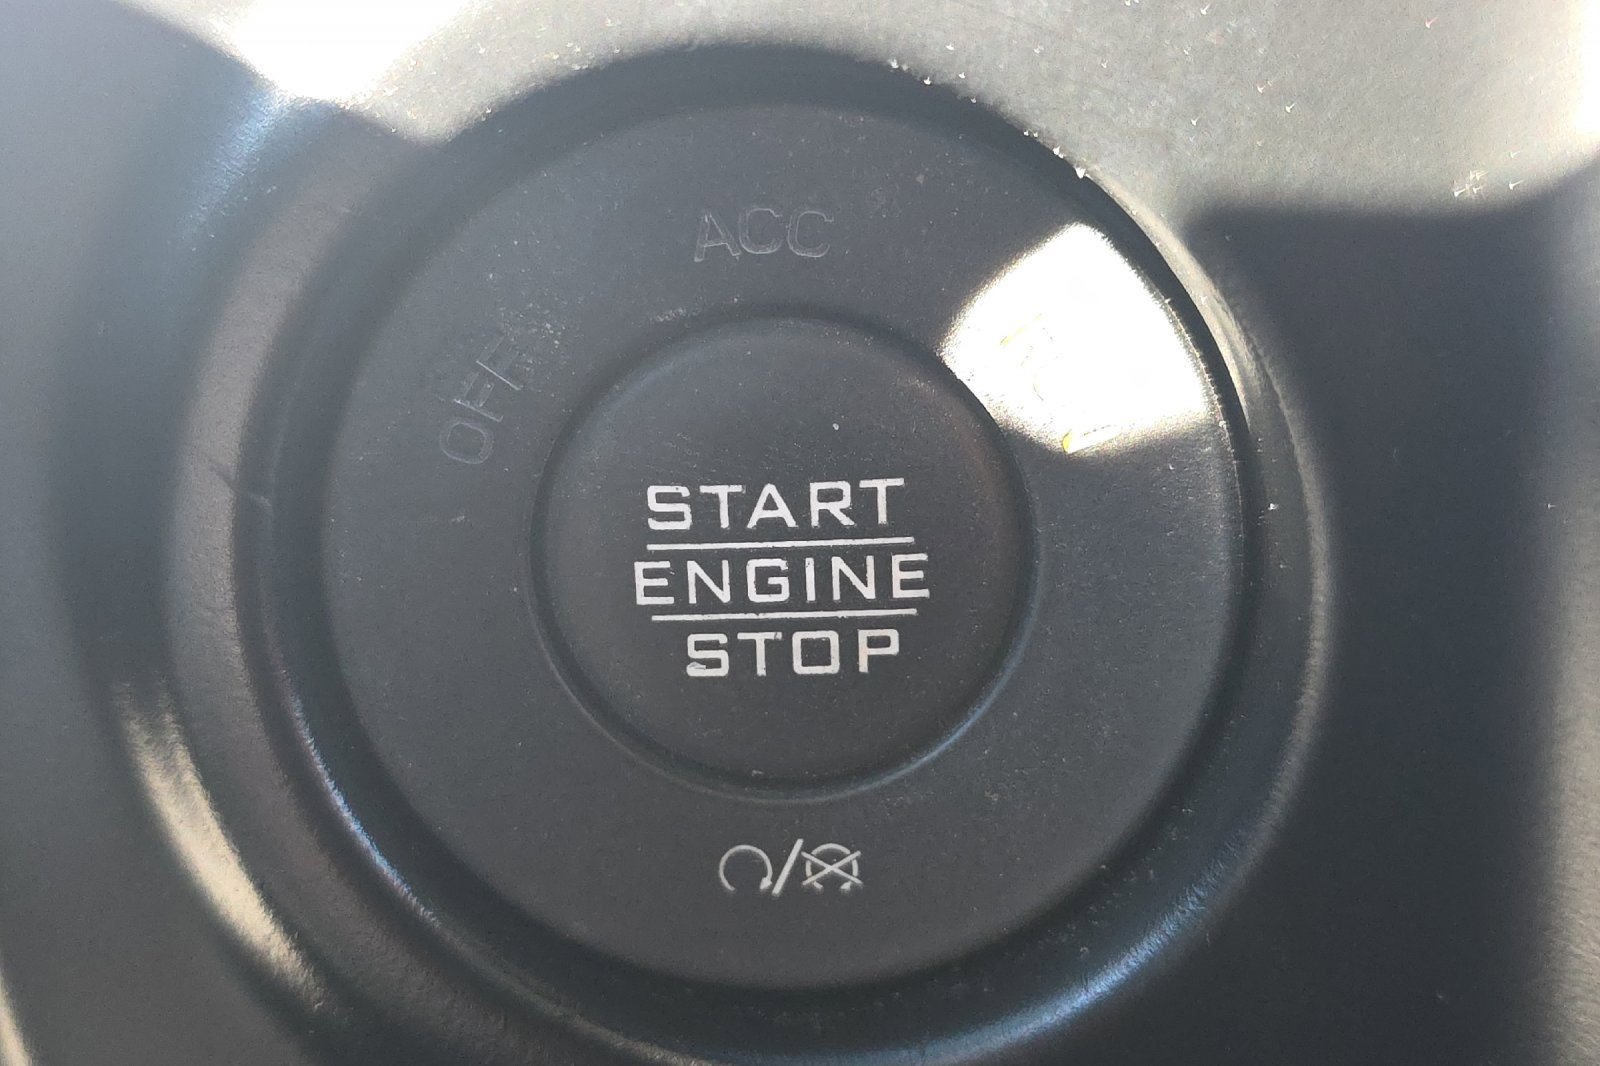 ACC
OFF
START
ENGINE
STOP